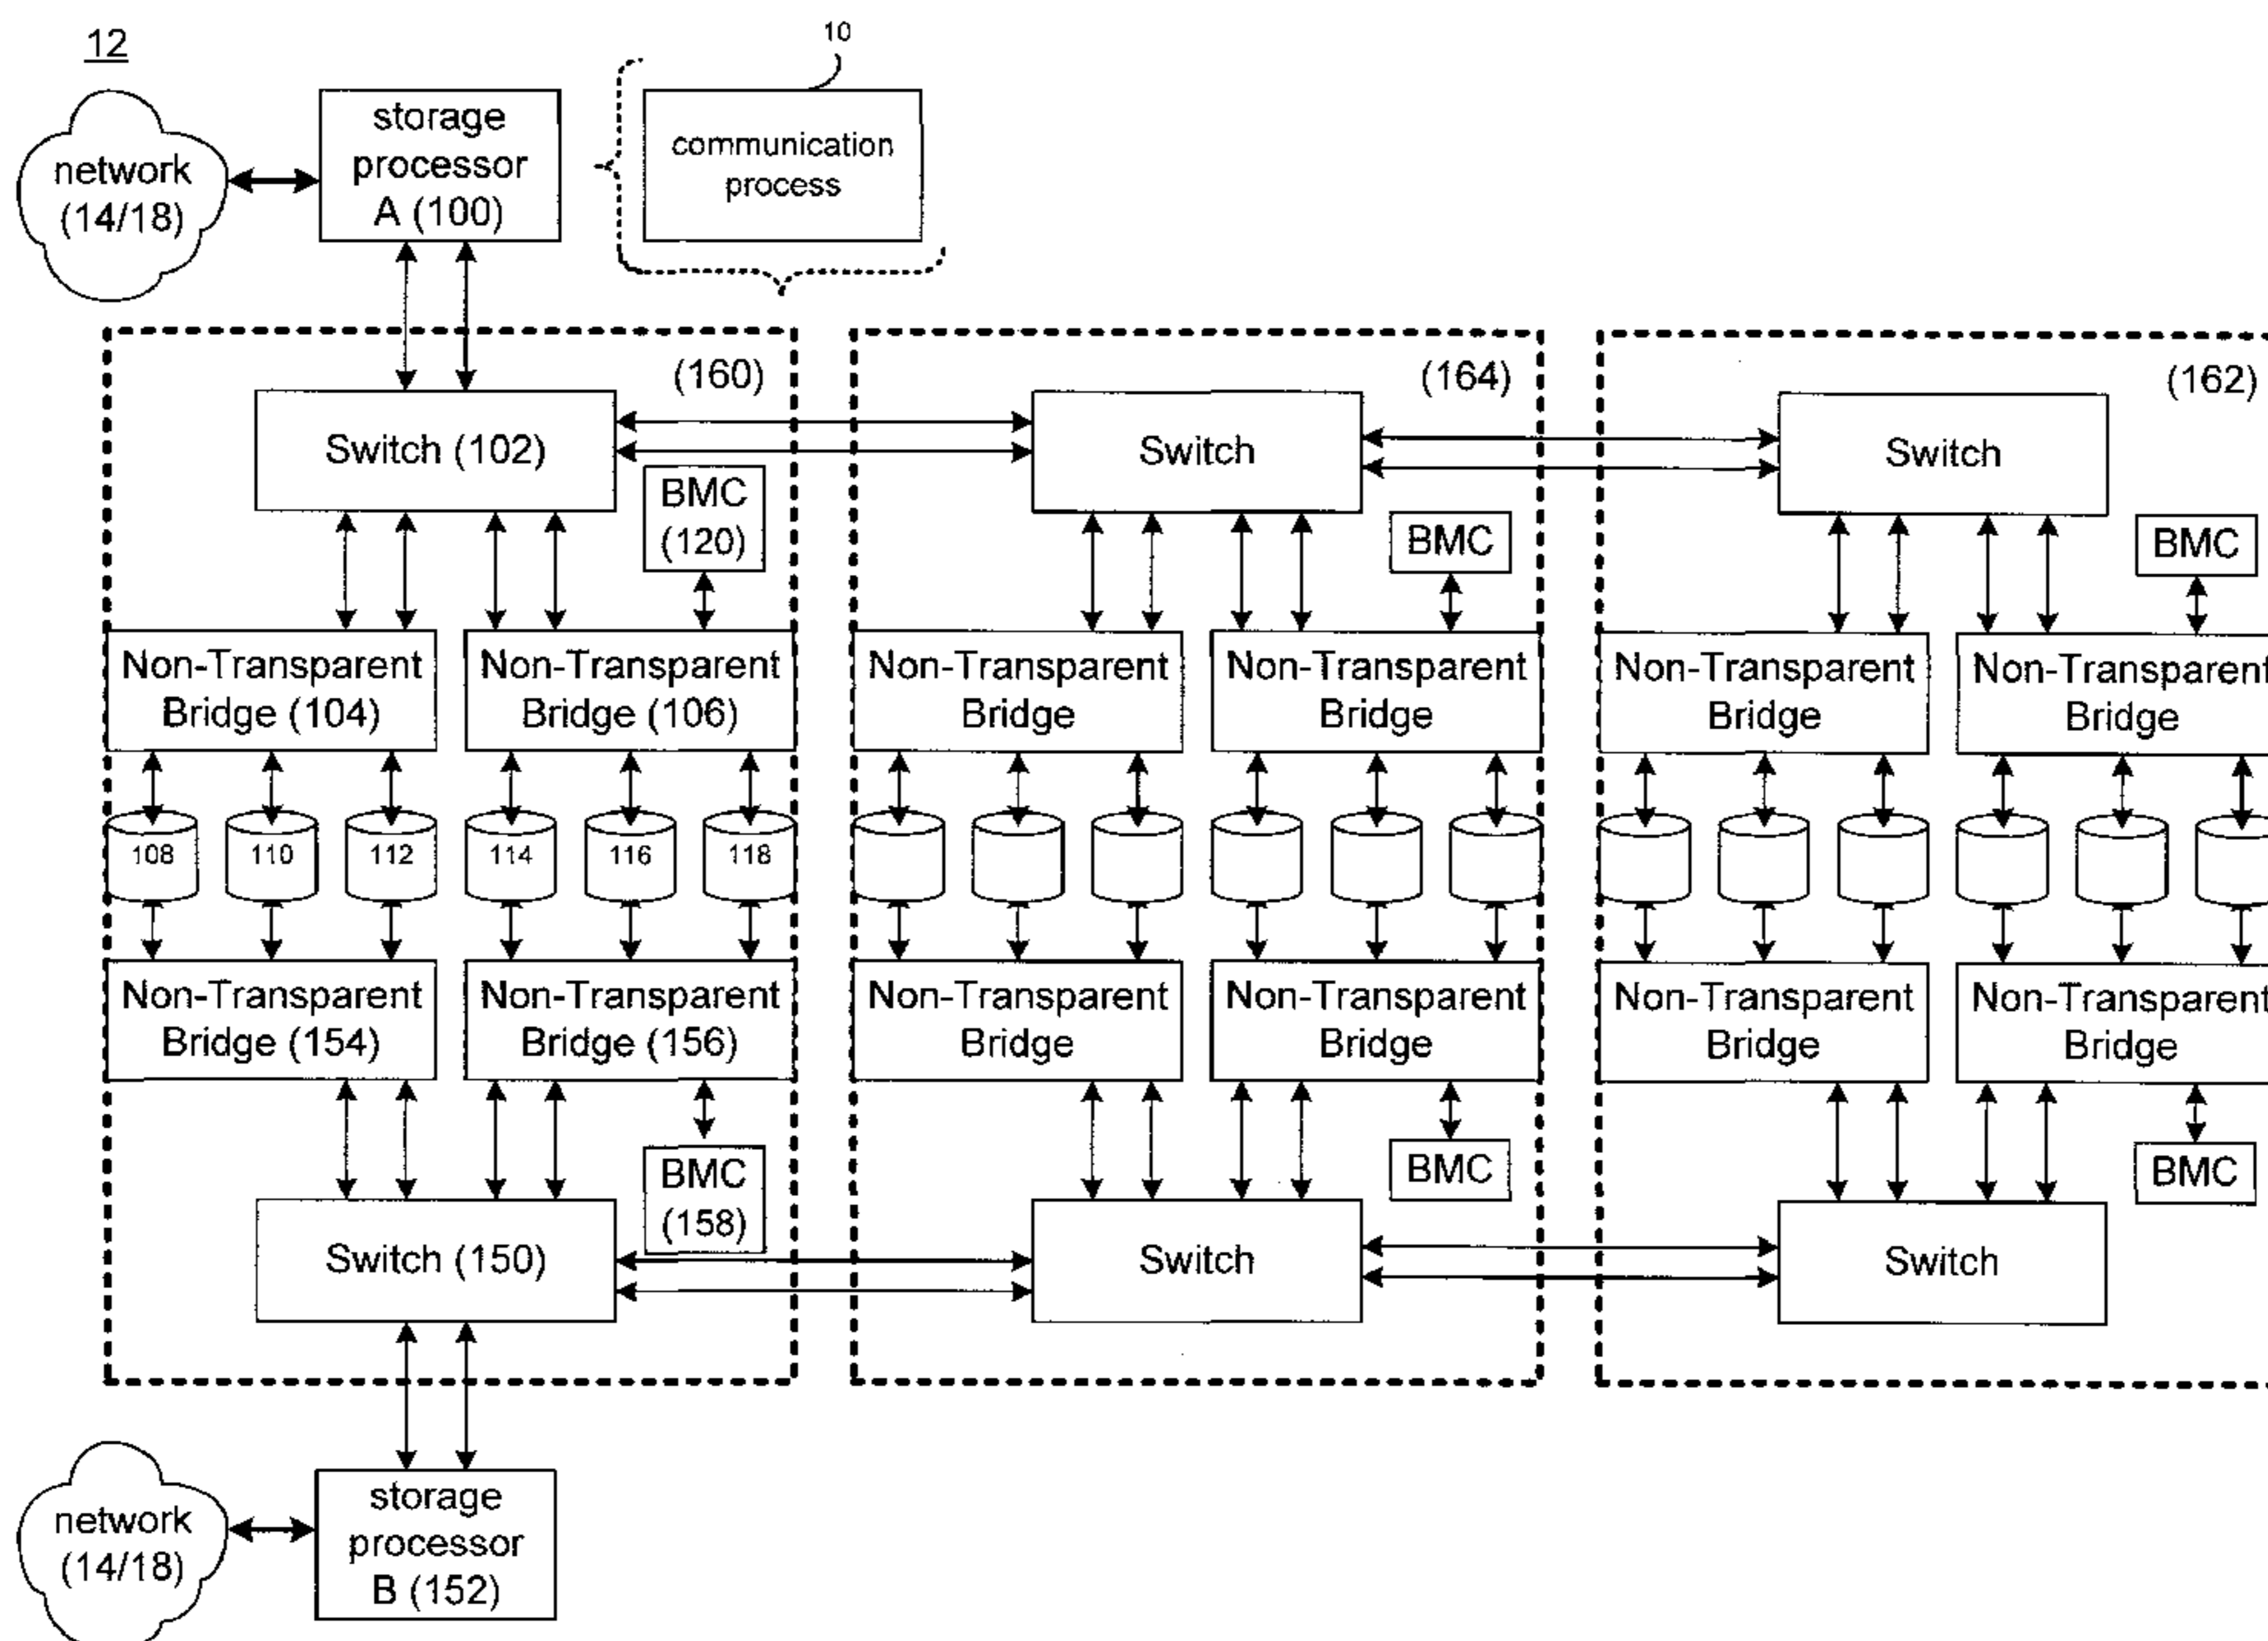 12
10
network
(14/18)
storage
processor
A (100)
communication
process
(160)
(164)
(162)
Switch (102)
Switch
Switch
BMC
(120)
BMC
BMC
Non-Transparent
Bridge (104)
Non-Transparent
Bridge (106)
Non-Transparent
Bridge
Non-Transparent
Bridge
Non-Transparent
Bridge
Non-Transparent
Bridge
108
110
112
114
116
118
Non-Transparent
Bridge (154)
Non-Transparent
Bridge (156)
Non-Transparent
Bridge
Non-Transparent
Bridge
Non-Transparent
Bridge
Non-Transparent
Bridge
BMC
(158)
BMC
BMC
Switch (150)
Switch
Switch
network
(14/18)
storage
processor
B (152)